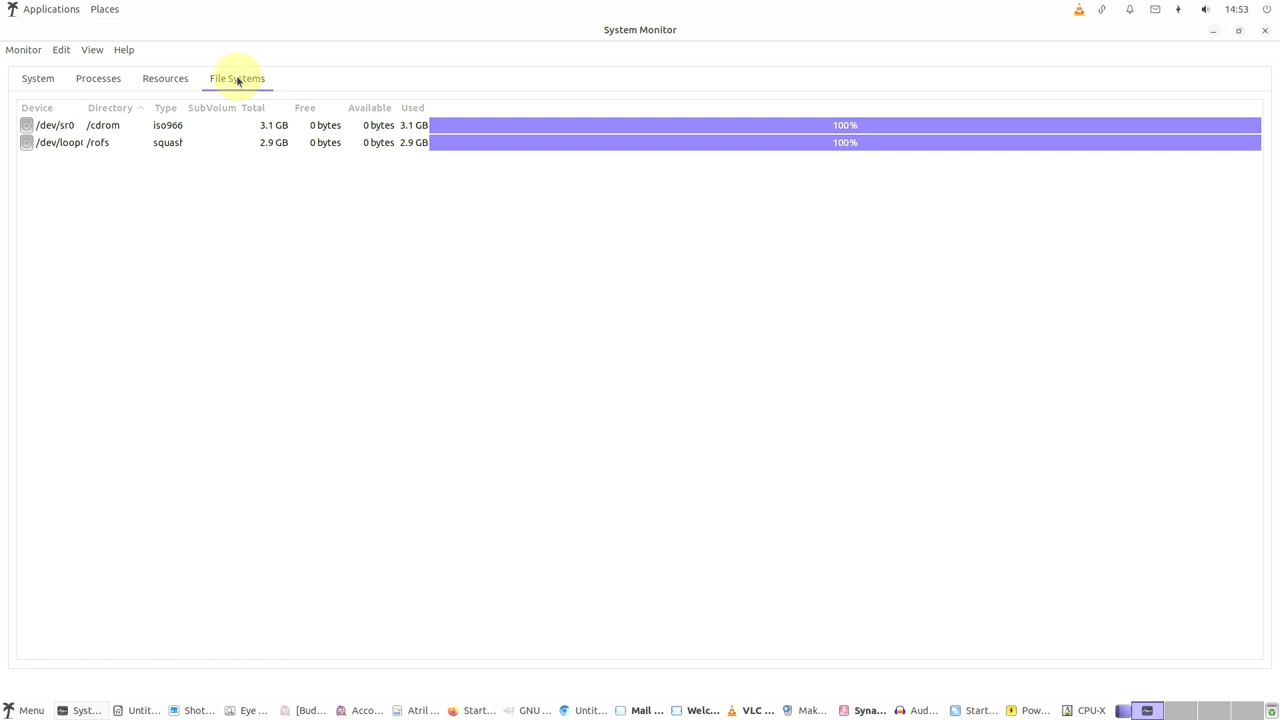 Applications Places 14:53
System Monitor
Monitor Edit View Help
System Processes Resources File Systems
Device Directory Type SubVolum Total Free Available Used
/dev/sr0 /cdrom iso966 3.1 GB 0 bytes 0 bytes 3.1 GB 100%
/dev/loop( /rofs squash 2.9 GB 0 bytes 0 bytes 2.9 GB 100%
Menu Syst... Untit... Shot... Eye ... [Bud... Acco... Atril ... Start... GNU ... Untit... Mail ... Welc... VLC ... Mak... Syna... Aud... Start... Pow... CPU-X